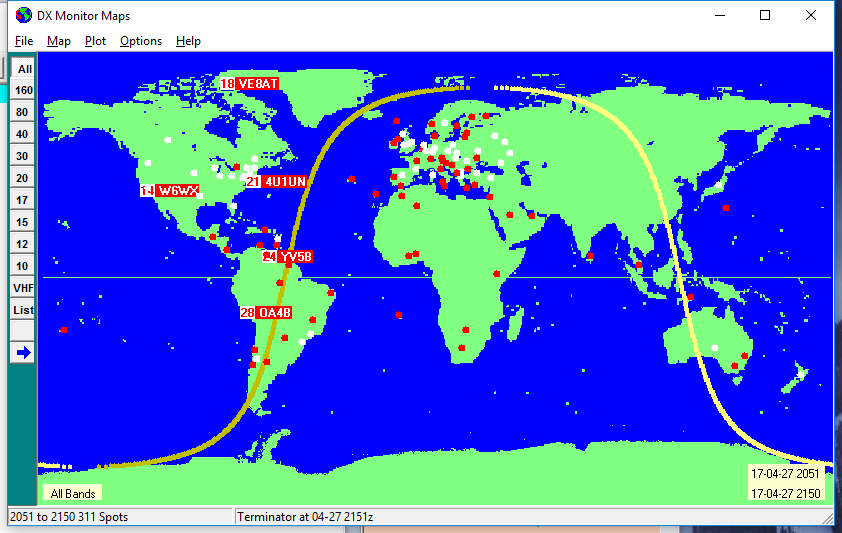 DX Monitor Maps
File Map Plot Options Help
All
160
80
40
30
20
17
15
12
10
VHF
List
18 VE8AT
21 4U1UN
14 W6WX
YV5B
28 OA4B
All Bands
17-04-27 2051
17-04-27 2150
2051 to 2150 311 Spots
Terminator at 04-27 2151z